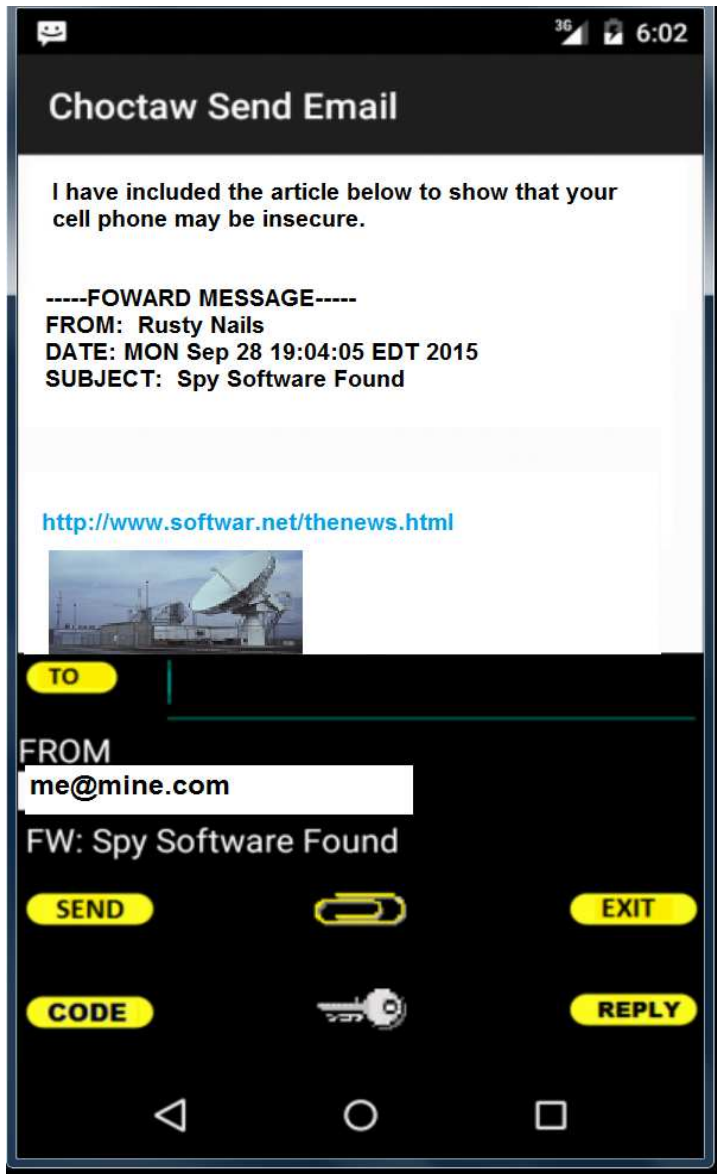 3G 6:02
Choctaw Send Email
I have included the article below to show that your
cell phone may be insecure.
-----FOWARD MESSAGE-----
FROM: Rusty Nails
DATE: MON Sep 28 19:04:05 EDT 2015
SUBJECT: Spy Software Found
http://www.softwar.net/thenews.html
TO
FROM
me@mine.com
FW: Spy Software Found
SEND EXIT
CODE REPLY